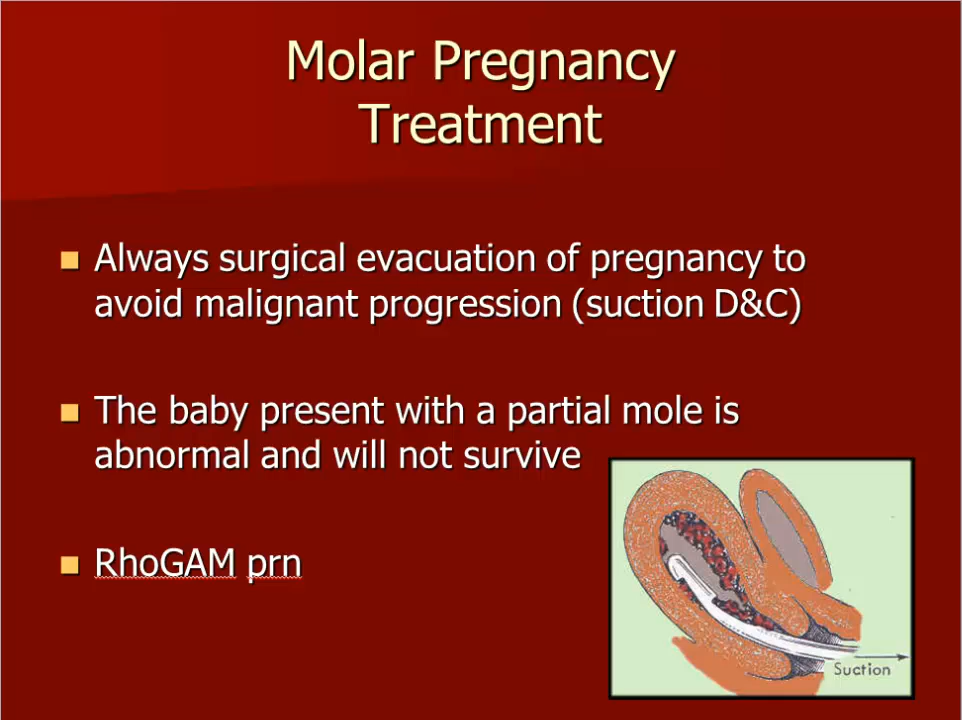 Molar Pregnancy
Treatment
Always surgical evacuation of pregnancy to
avoid malignant progression (suction D&C)
The baby present with a partial mole is
abnormal and will not survive
RhoGAM prn
Suction